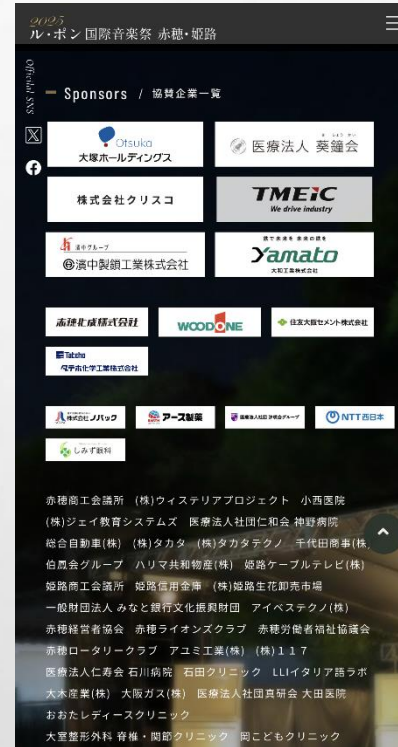 2025
ル・ポン国際音楽祭 赤穂・姫路
Official SNS
Sponsors / 協賛企業一覧
Otsuka
大塚ホールディングス
医療法人 葵鐘会
株式会社クリスコ
TMEiC
We drive industry
濱中グループ
濱中製鎖工業株式会社
Yamato
大和工業株式会社
赤穂化成株式会社
WOODONE
住友大阪セメント株式会社
Tateho
タテホ化学工業株式会社
株式会社ノバック
アース製薬
NTT西日本
しみず眼科
赤穂商工会議所 (株)ウィステリアプロジェクト 小西医院
(株)ジェイ教育システムズ 医療法人社団仁和会 神野病院
総合自動車(株) (株)タカタ (株)タカタテクノ 千代田商事(株)
伯鳳会グループ ハリマ共和物産(株) 姫路ケーブルテレビ(株)
姫路商工会議所 姫路信用金庫 (株)姫路生花卸売市場
一般財団法人 みなと銀行文化振興財団 アイベステクノ(株)
赤穂経営者協会 赤穂ライオンズクラブ 赤穂労働者福祉協議会
赤穂ロータリークラブ アユミ工業(株) (株)117
医療法人仁寿会 石川病院 石田クリニック LLIイタリア語ラボ
大木産業(株) 大阪ガス(株) 医療法人社団真研会 大田医院
おおたレディースクリニック
大室整形外科 脊椎・関節クリニック 岡こどもクリニック